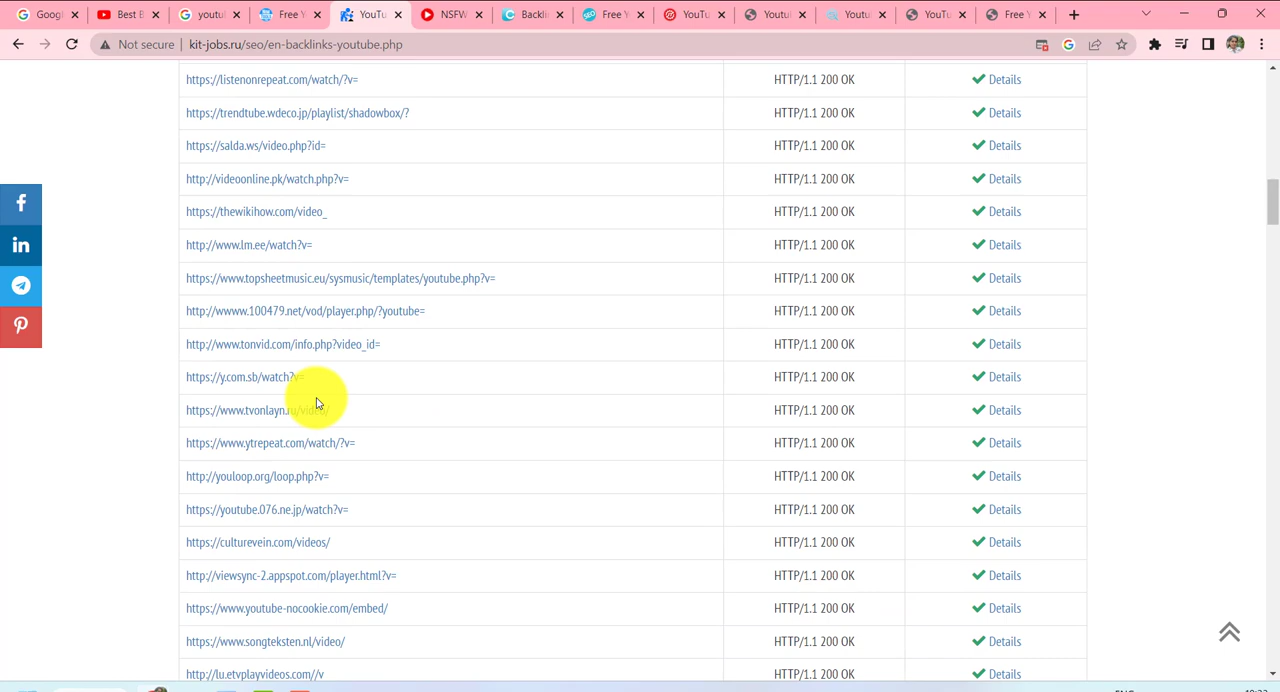 Googl
Best B
youtul
Free Y
YouTu
NSFW
Backlin
Free Y
YouTu
Youtul
Youtul
YouTu
Free Y
Not secure
kit-jobs.ru/seo/en-backlinks-youtube.php
https://listenonrepeat.com/watch/?v= HTTP/1.1 200 OK Details
https://trendtube.wdeco.jp/playlist/shadowbox/? HTTP/1.1 200 OK Details
https://salda.ws/video.php?id= HTTP/1.1 200 OK Details
http://videoonline.pk/watch.php?v= HTTP/1.1 200 OK Details
https://thewikihow.com/video_ HTTP/1.1 200 OK Details
http://www.lm.ee/watch?v= HTTP/1.1 200 OK Details
https://www.topsheetmusic.eu/sysmusic/templates/youtube.php?v= HTTP/1.1 200 OK Details
http://wwww.100479.net/vod/player.php/?youtube= HTTP/1.1 200 OK Details
http://www.tonvid.com/info.php?video_id= HTTP/1.1 200 OK Details
https://y.com.sb/watch?v= HTTP/1.1 200 OK Details
https://www.tvonlayn.ru/video/ HTTP/1.1 200 OK Details
https://www.ytrepeat.com/watch/?v= HTTP/1.1 200 OK Details
http://youloop.org/loop.php?v= HTTP/1.1 200 OK Details
https://youtube.076.ne.jp/watch?v= HTTP/1.1 200 OK Details
https://culturevein.com/videos/ HTTP/1.1 200 OK Details
http://viewsync-2.appspot.com/player.html?v= HTTP/1.1 200 OK Details
https://www.youtube-nocookie.com/embed/ HTTP/1.1 200 OK Details
https://www.songteksten.nl/video/ HTTP/1.1 200 OK Details
http://lu.etvplayvideos.com//v HTTP/1.1 200 OK Details